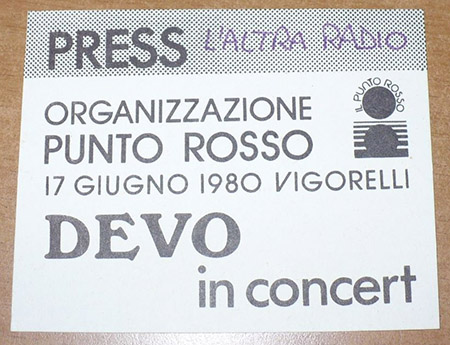 PRESS L'ALTRA RADIO
IL PUNTO ROSSO
ORGANIZZAZIONE
PUNTO ROSSO
17 GIUGNO 1980 VIGORELLI
DEVO
in concert